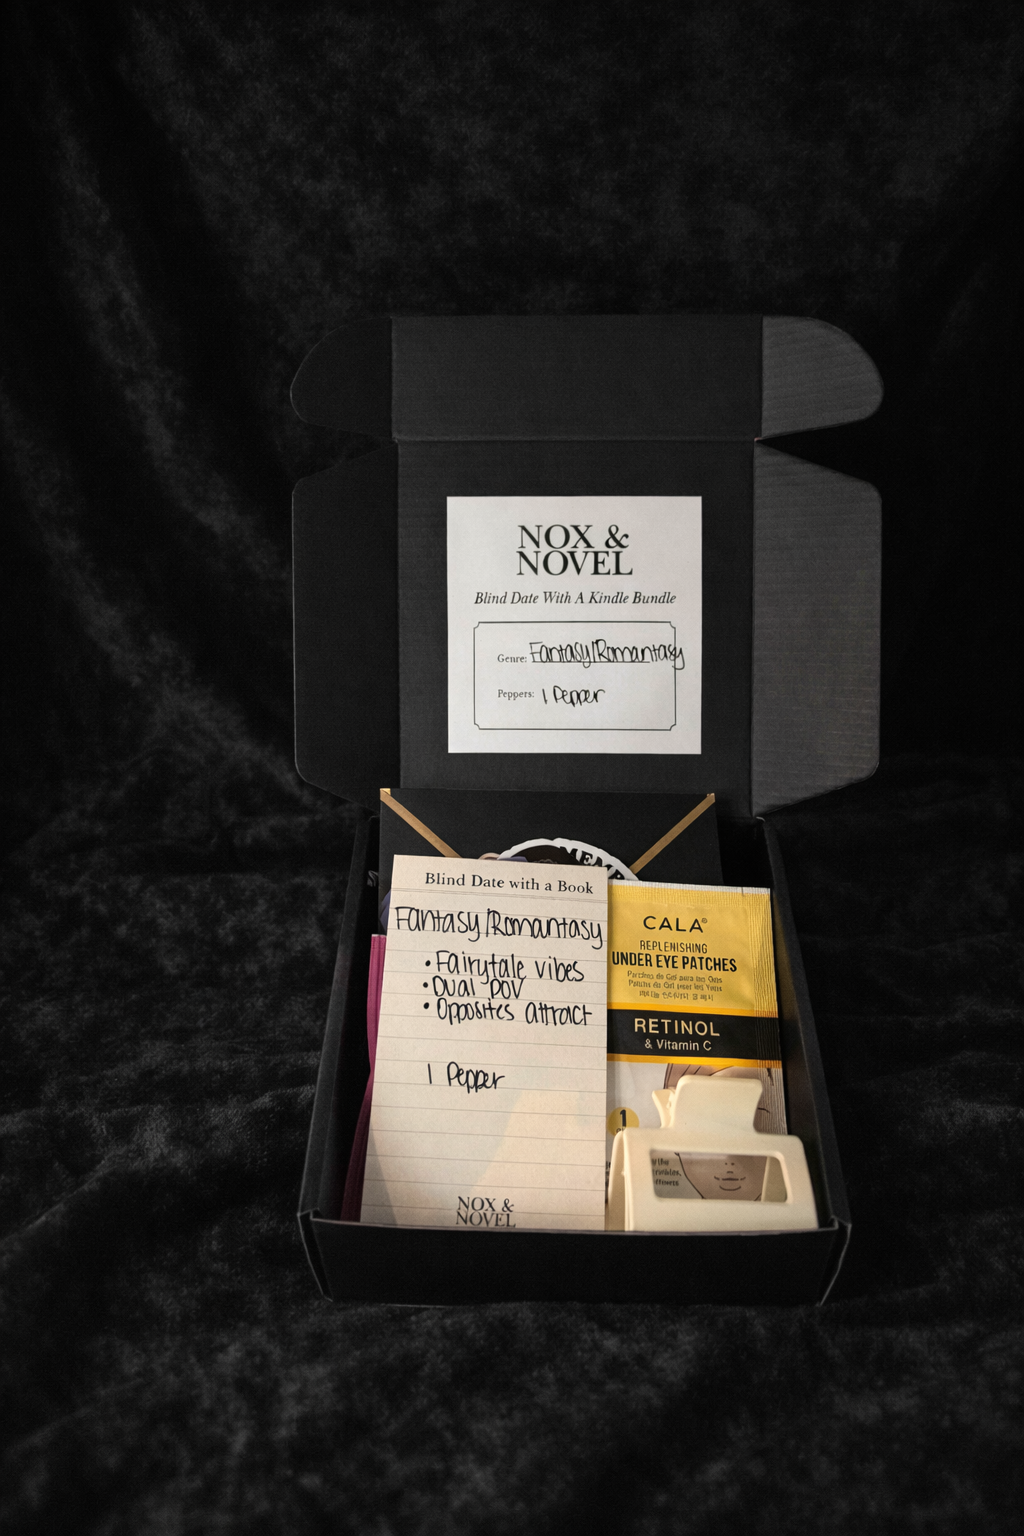 NOX &
NOVEL
Blind Date With A Kindle Bundle
Genre: Fantasy/Romantasy
Peppers: 1 Pepper
Blind Date with a Book
Fantasy/Romantasy
• Fairytale vibes
• Dual POV
• Opposites attract
1 Pepper
NOX &
NOVEL
CALA®
REPLENISHING
UNDER EYE PATCHES
RETINOL
& Vitamin C
1